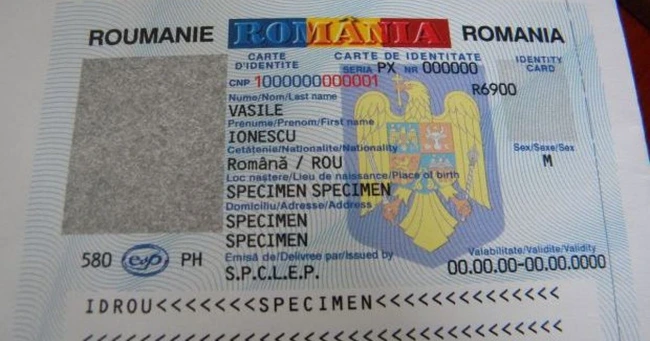 ROUMANIE ROMÂNIA ROMANIA
CARTE D'IDENTITE CARTE DE IDENTITATE IDENTITY CARD
SERIA PX NR 000000
CNP 1000000000001 R6900
Nume/Nom/Last name
VASILE
Prenume/Prenom/First name
IONESCU
Cetăţenie/Nationalite/Nationality Sex/Sexe/Sex
Română / ROU M
Loc naştere/Lieu de naissance/Place of birth
SPECIMEN SPECIMEN
Domiciliu/Adresse/Address
SPECIMEN
SPECIMEN
Emisă de/Delivree par/Issued by Valabilitate/Validite/Validity
580 PH S.P.C.L.E.P. 00.00.00-00.00.0000
IDROU<<<<<<<SPECIMEN<<<<<<<<<<<<<<